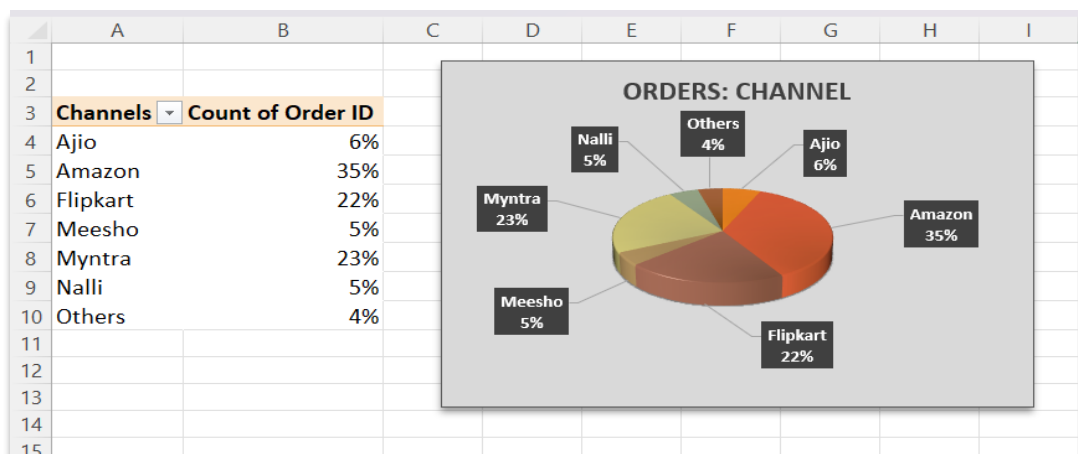 A B C D E F G H I
1
2
3 Channels Count of Order ID
4 Ajio 6%
5 Amazon 35%
6 Flipkart 22%
7 Meesho 5%
8 Myntra 23%
9 Nalli 5%
10 Others 4%
11
12
13
14
15
ORDERS: CHANNEL
Others
4%
Nalli
5%
Ajio
6%
Myntra
23%
Amazon
35%
Meesho
5%
Flipkart
22%